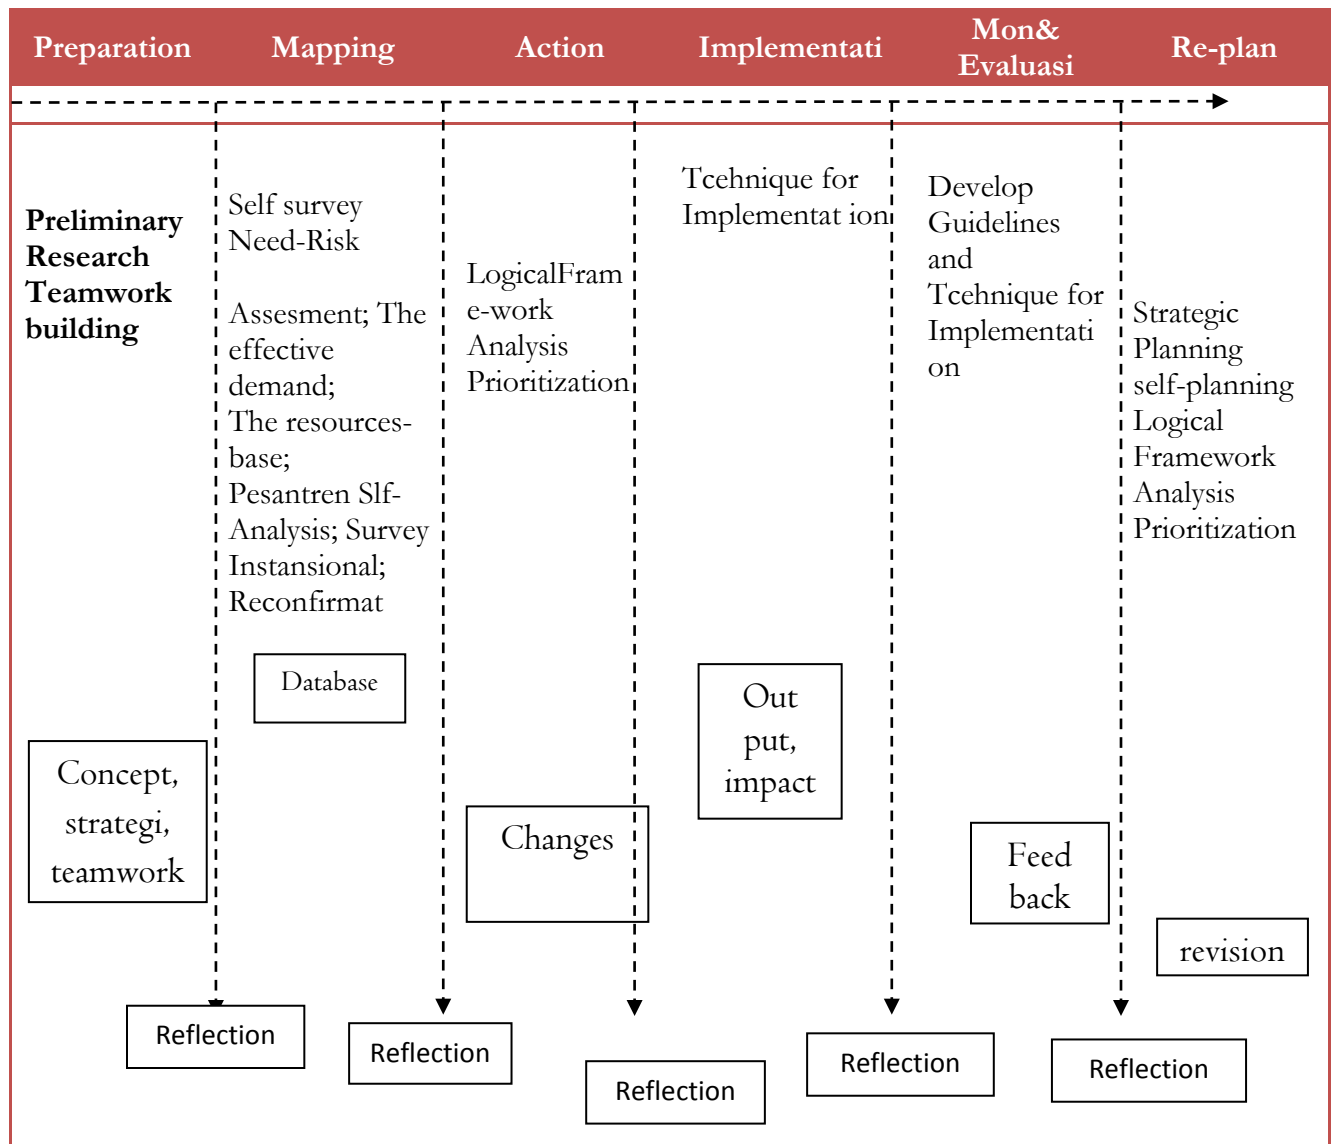 Preparation
Mapping
Action
Implementati
Mon&
Evaluasi
Re-plan
Preliminary
Research
Teamwork
building
Self survey
Need-Risk
Assesment; The
effective
demand;
The resources-
base;
Pesantren Slf-
Analysis; Survey
Instansional;
Reconfirmat
LogicalFram
e-work
Analysis
Prioritization
Tcehnique for
Implementat ion
Develop
Guidelines
and
Tcehnique for
Implementati
on
Strategic
Planning
self-planning
Logical
Framework
Analysis
Prioritization
Concept,
strategi,
teamwork
Database
Changes
Out
put,
impact
Feed
back
revision
Reflection
Reflection
Reflection
Reflection
Reflection